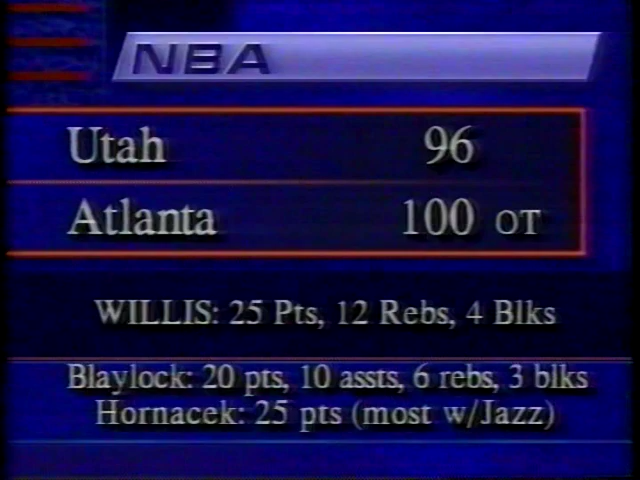 NBA
Utah 96
Atlanta 100 OT
WILLIS: 25 Pts, 12 Rebs, 4 Blks
Blaylock: 20 pts, 10 assts, 6 rebs, 3 blks
Hornacek: 25 pts (most w/Jazz)